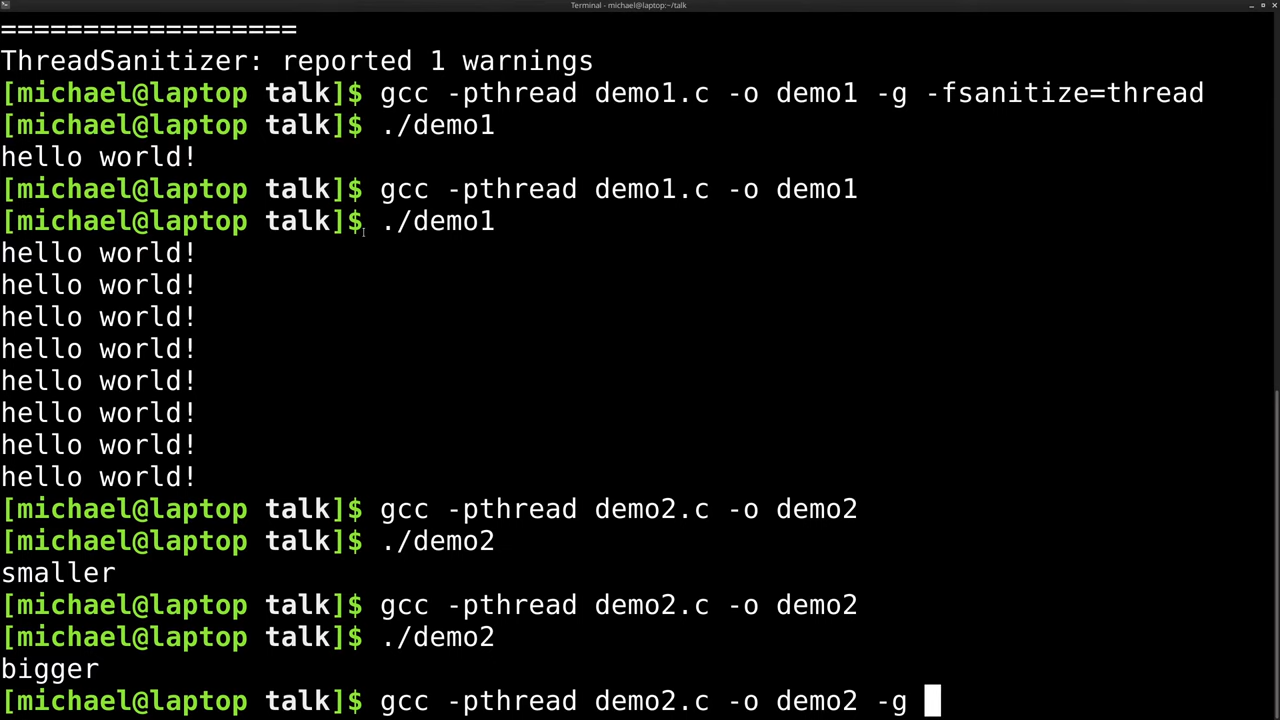 Terminal - michael@laptop:~/talk
==================
ThreadSanitizer: reported 1 warnings
[michael@laptop talk]$ gcc -pthread demo1.c -o demo1 -g -fsanitize=thread
[michael@laptop talk]$ ./demo1
hello world!
[michael@laptop talk]$ gcc -pthread demo1.c -o demo1
[michael@laptop talk]$ ./demo1
hello world!
hello world!
hello world!
hello world!
hello world!
hello world!
hello world!
hello world!
[michael@laptop talk]$ gcc -pthread demo2.c -o demo2
[michael@laptop talk]$ ./demo2
smaller
[michael@laptop talk]$ gcc -pthread demo2.c -o demo2
[michael@laptop talk]$ ./demo2
bigger
[michael@laptop talk]$ gcc -pthread demo2.c -o demo2 -g